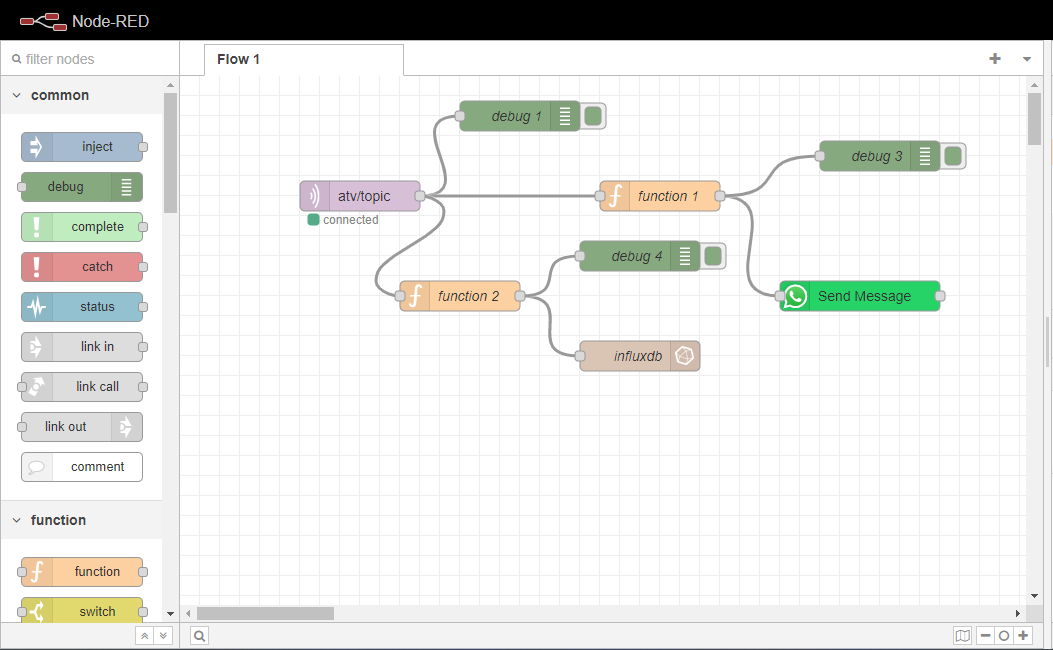 Node-RED
filter nodes
Flow 1
common
inject
debug
complete
catch
status
link in
link call
link out
comment
function
function
switch
debug 1
debug 3
atv/topic
function 1
connected
debug 4
function 2
Send Message
influxdb